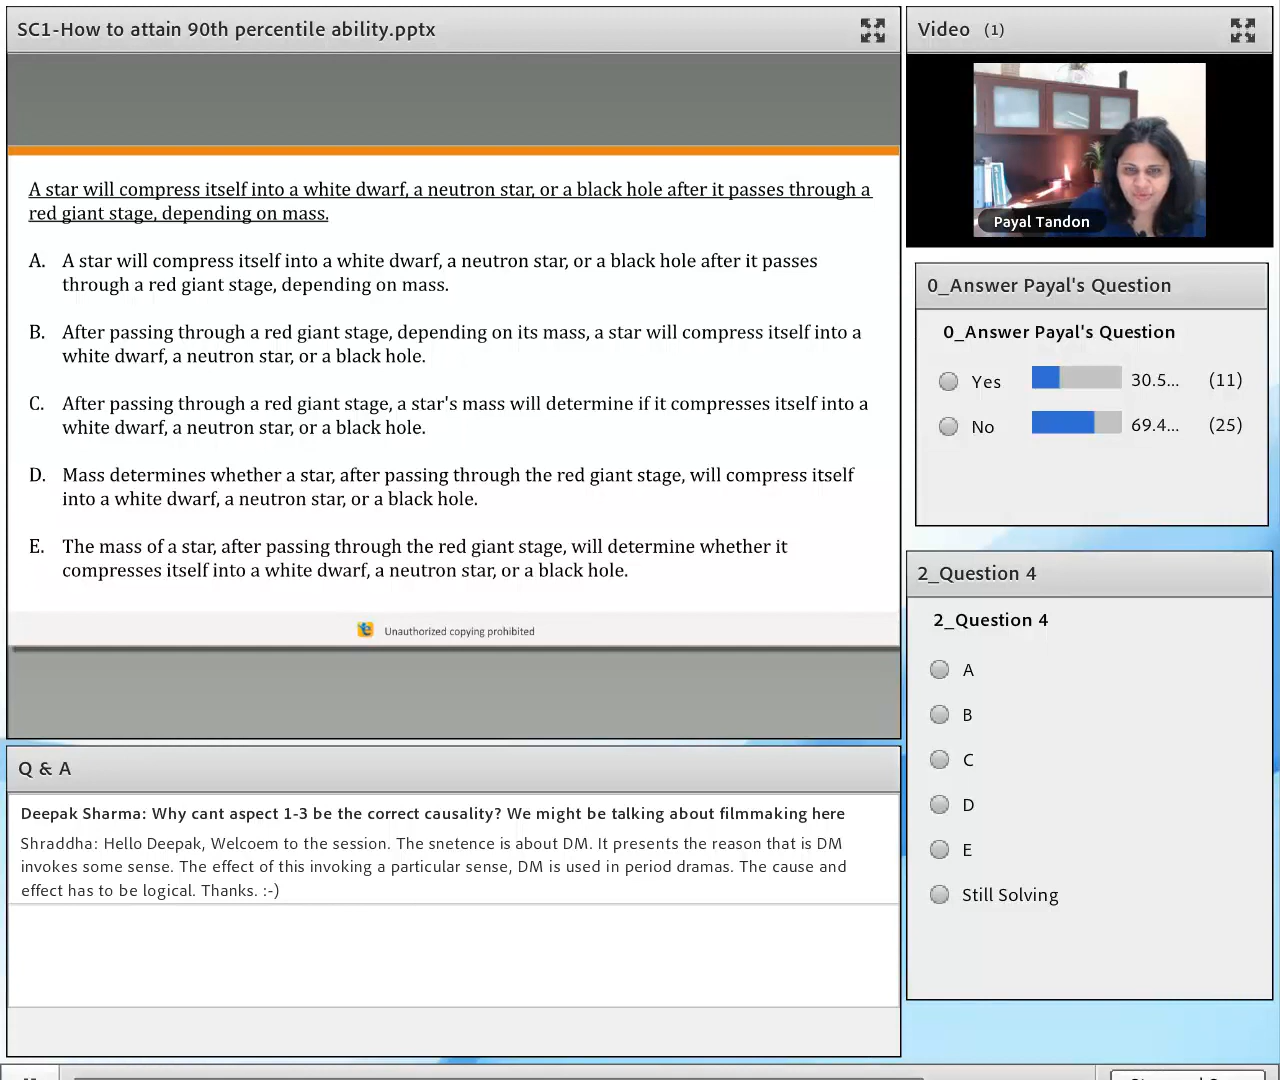 SC1-How to attain 90th percentile ability.pptx
A star will compress itself into a white dwarf, a neutron star, or a black hole after it passes through a
red giant stage, depending on mass.
A. A star will compress itself into a white dwarf, a neutron star, or a black hole after it passes
through a red giant stage, depending on mass.
B. After passing through a red giant stage, depending on its mass, a star will compress itself into a
white dwarf, a neutron star, or a black hole.
C. After passing through a red giant stage, a star's mass will determine if it compresses itself into a
white dwarf, a neutron star, or a black hole.
D. Mass determines whether a star, after passing through the red giant stage, will compress itself
into a white dwarf, a neutron star, or a black hole.
E. The mass of a star, after passing through the red giant stage, will determine whether it
compresses itself into a white dwarf, a neutron star, or a black hole.
Unauthorized copying prohibited
Q & A
Deepak Sharma: Why cant aspect 1-3 be the correct causality? We might be talking about filmmaking here
Shraddha: Hello Deepak, Welcoem to the session. The snetence is about DM. It presents the reason that is DM
invokes some sense. The effect of this invoking a particular sense, DM is used in period dramas. The cause and
effect has to be logical. Thanks. :-)
Video (1)
Payal Tandon
0_Answer Payal's Question
0_Answer Payal's Question
Yes 30.5... (11)
No 69.4... (25)
2_Question 4
2_Question 4
A
B
C
D
E
Still Solving